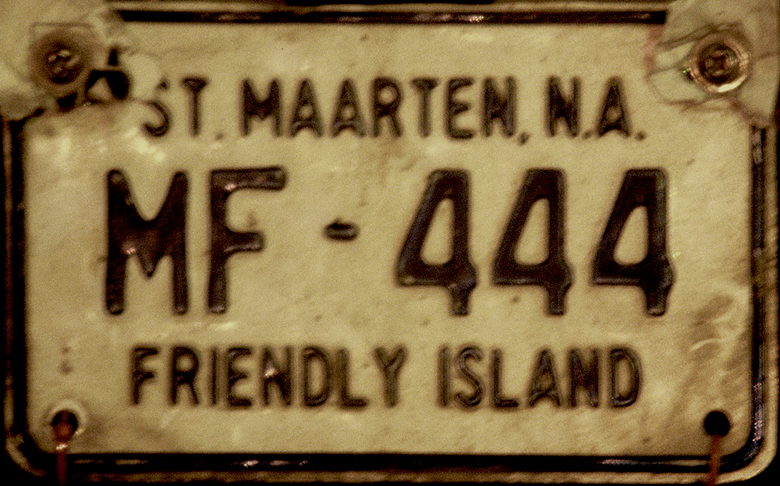 ST. MAARTEN, N.A.
MF - 444
FRIENDLY ISLAND